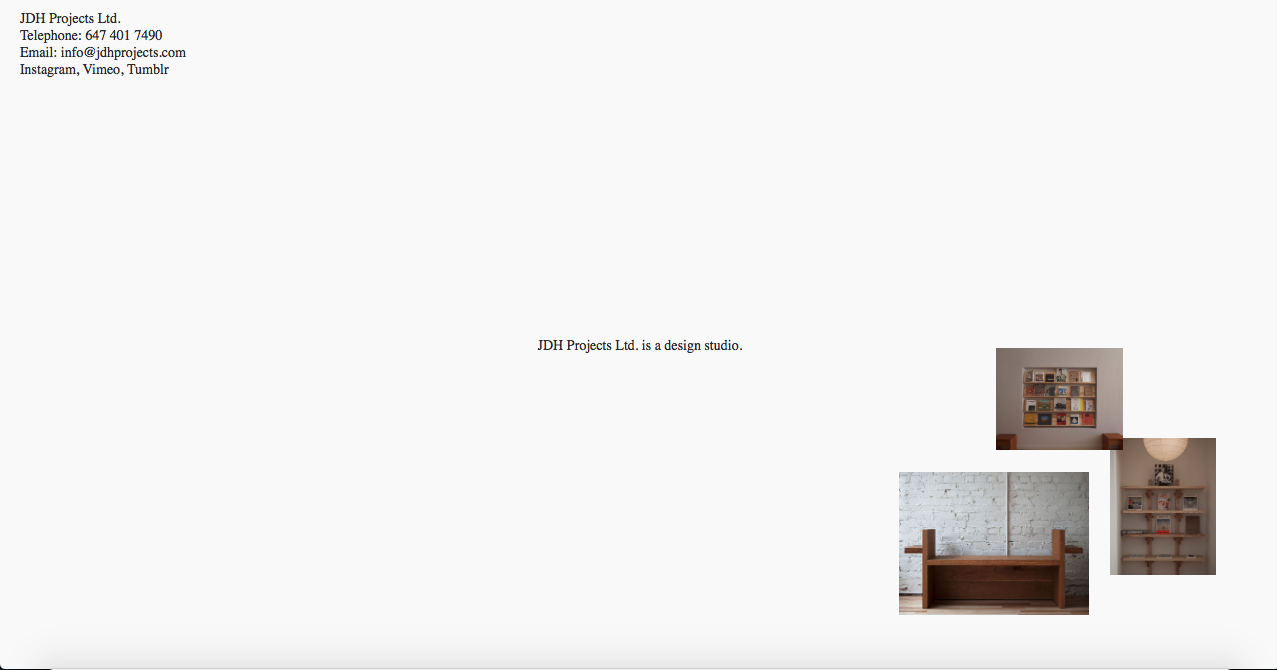 JDH Projects Ltd.
Telephone: 647 401 7490
Email: info@jdhprojects.com
Instagram, Vimeo, Tumblr
JDH Projects Ltd. is a design studio.